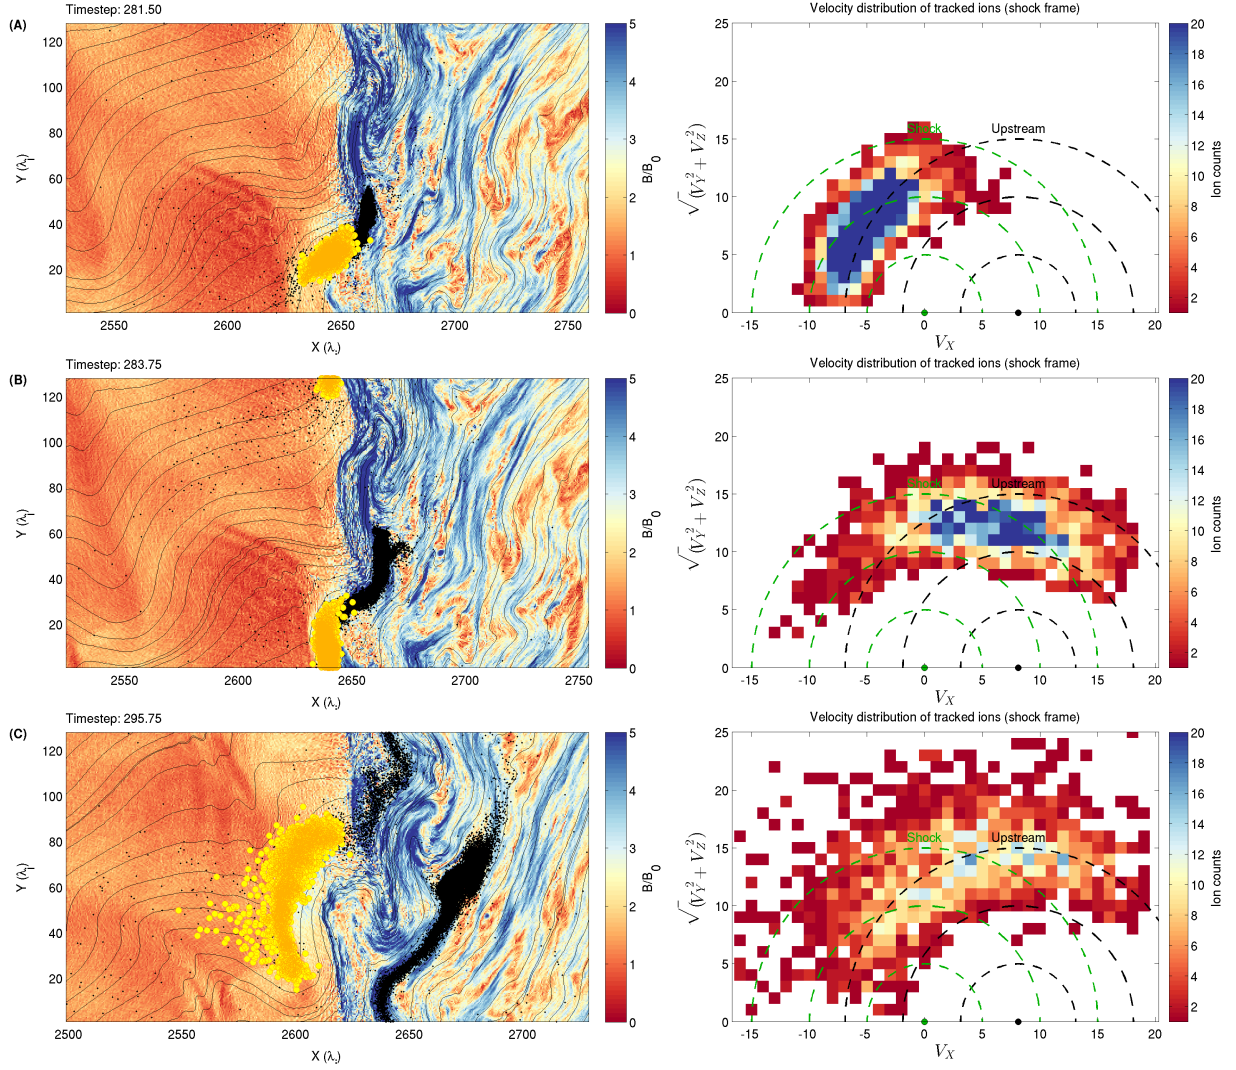 (A)
Timestep: 281.50
120
100
80
60
40
20
Y (λi)
2550 2600 2650 2700 2750
X (λi)
5
4
3
2
1
0
B/B0
Velocity distribution of tracked ions (shock frame)
25
20
15
10
5
0
√(VY2 + VZ2)
Shock
Upstream
-15 -10 -5 0 5 10 15 20
VX
20
18
16
14
12
10
8
6
4
2
Ion counts
(B)
Timestep: 283.75
120
100
80
60
40
20
Y (λi)
2550 2600 2650 2700 2750
X (λi)
5
4
3
2
1
0
B/B0
Velocity distribution of tracked ions (shock frame)
25
20
15
10
5
0
√(VY2 + VZ2)
Shock
Upstream
-15 -10 -5 0 5 10 15 20
VX
20
18
16
14
12
10
8
6
4
2
Ion counts
(C)
Timestep: 295.75
120
100
80
60
40
20
Y (λi)
2500 2550 2600 2650 2700
X (λi)
5
4
3
2
1
0
B/B0
Velocity distribution of tracked ions (shock frame)
25
20
15
10
5
0
√(VY2 + VZ2)
Shock
Upstream
-15 -10 -5 0 5 10 15 20
VX
20
18
16
14
12
10
8
6
4
2
Ion counts